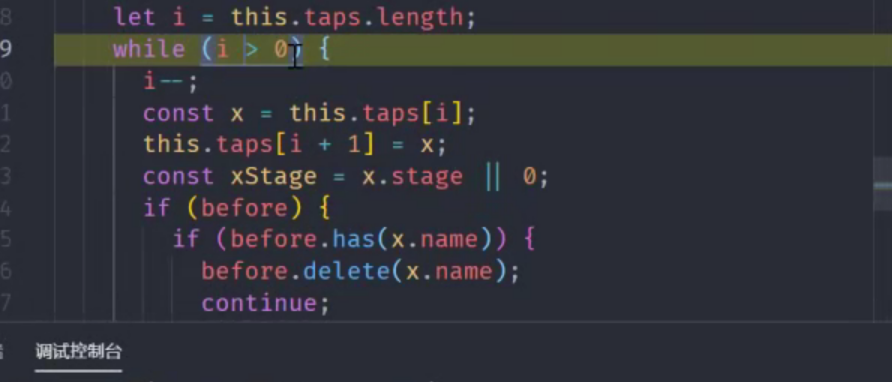 8 let i = this.taps.length;
9 while (i > 0) {
0 i--;
1 const x = this.taps[i];
2 this.taps[i + 1] = x;
3 const xStage = x.stage || 0;
4 if (before) {
5 if (before.has(x.name)) {
6 before.delete(x.name);
7 continue;
调试控制台